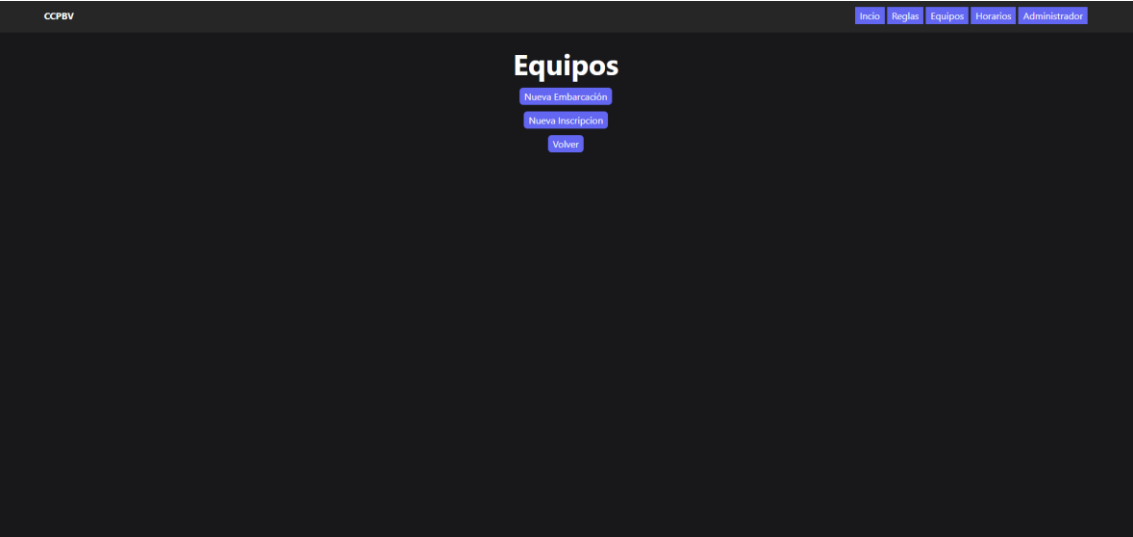 CCPBV Incio Reglas Equipos Horarios Administrador
Equipos
Nueva Embarcación
Nueva Inscripcion
Volver